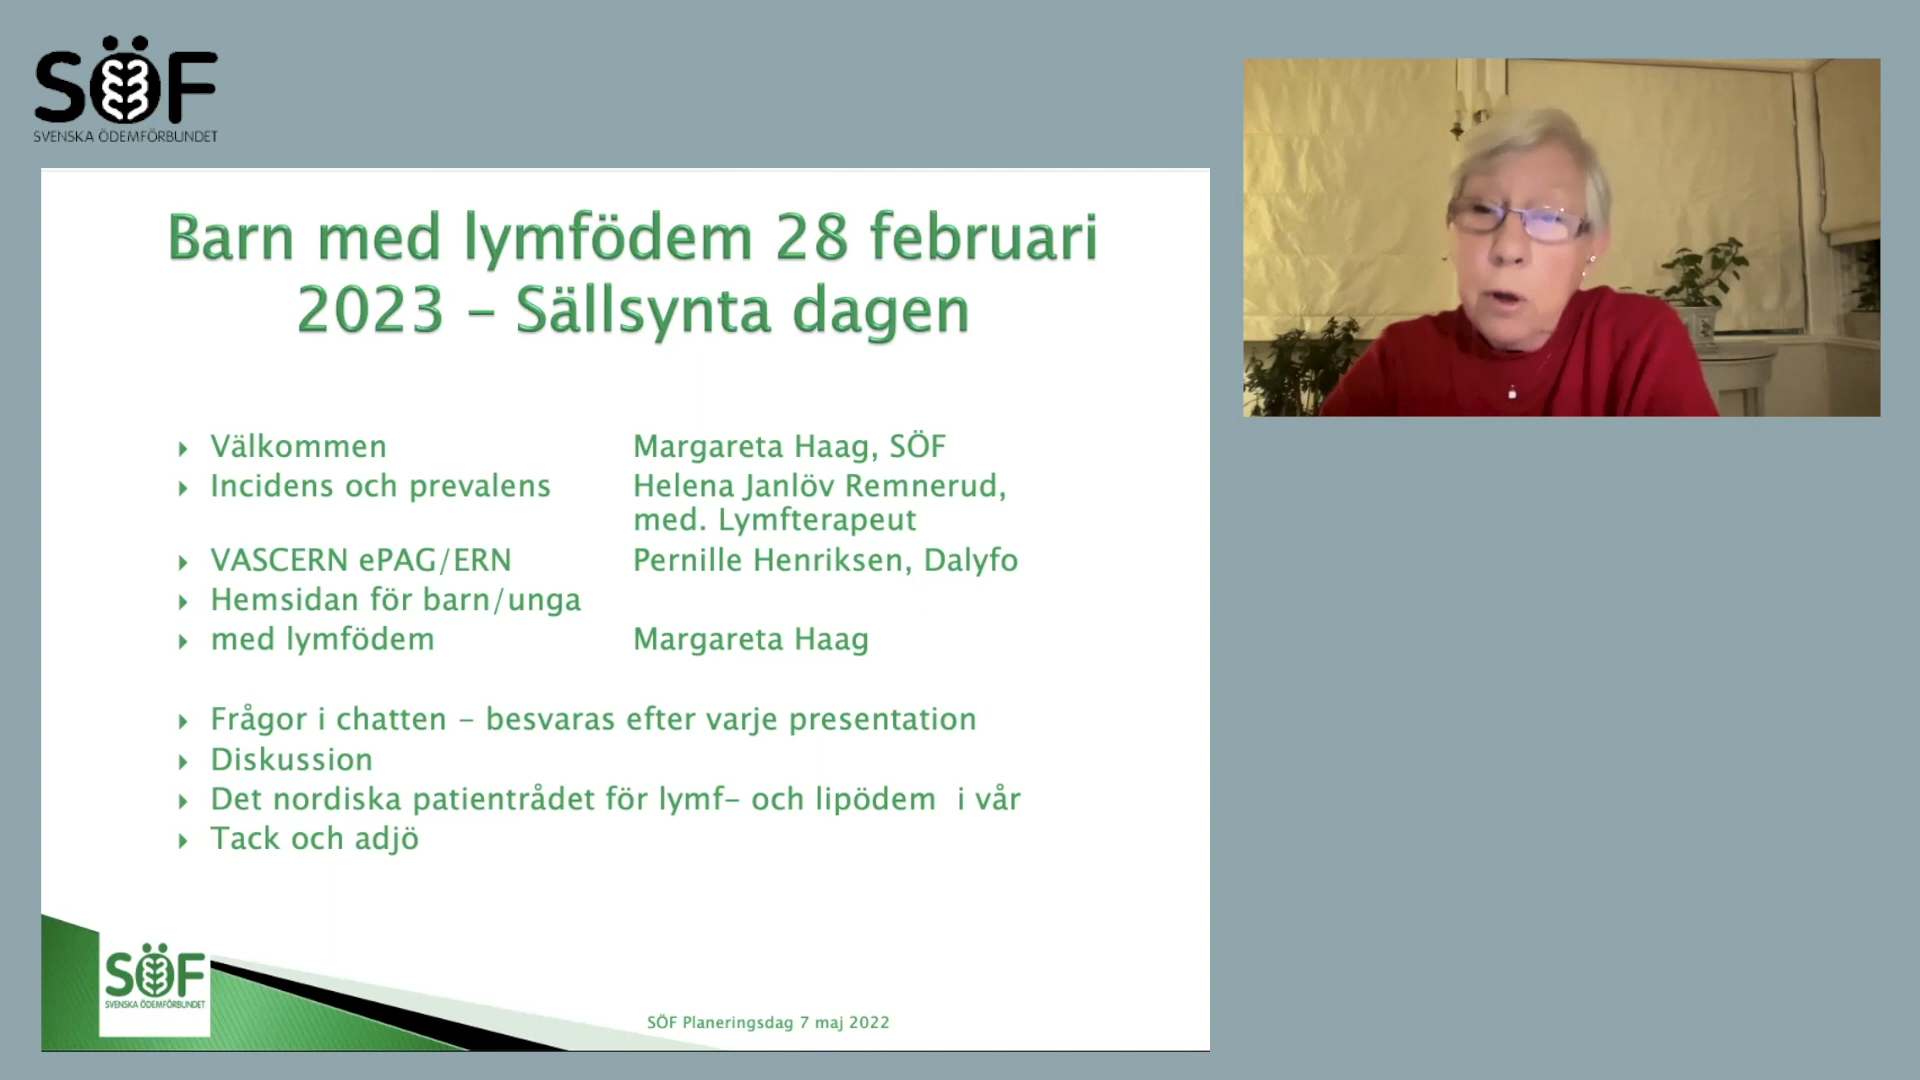 SÖF
SVENSKA ÖDEMFÖRBUNDET
Barn med lymfödem 28 februari
2023 – Sällsynta dagen
Välkommen Margareta Haag, SÖF
Incidens och prevalens Helena Janlöv Remnerud,
med. Lymfterapeut
VASCERN ePAG/ERN Pernille Henriksen, Dalyfo
Hemsidan för barn/unga
med lymfödem Margareta Haag
Frågor i chatten – besvaras efter varje presentation
Diskussion
Det nordiska patientrådet för lymf– och lipödem i vår
Tack och adjö
SÖF
SVENSKA ÖDEMFÖRBUNDET
SÖF Planeringsdag 7 maj 2022